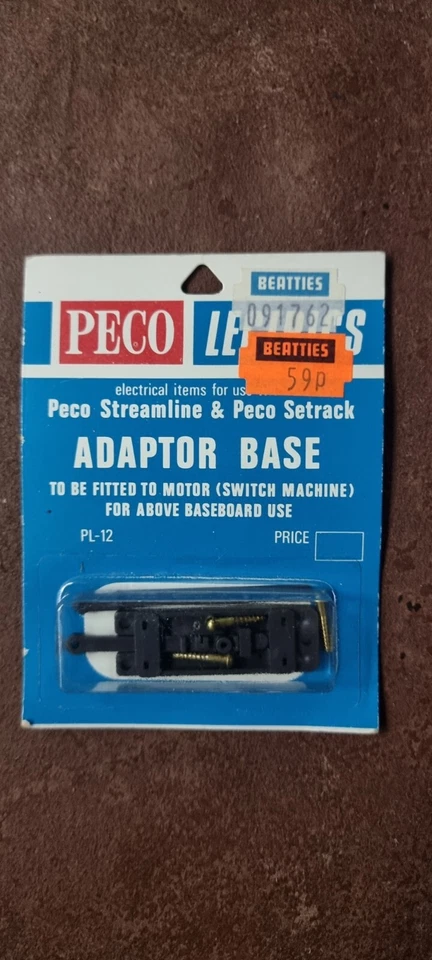 BEATTIES
091762
PECO
BEATTIES
59p
electrical items for use
Peco Streamline & Peco Setrack
ADAPTOR BASE
TO BE FITTED TO MOTOR (SWITCH MACHINE)
FOR ABOVE BASEBOARD USE
PL-12 PRICE